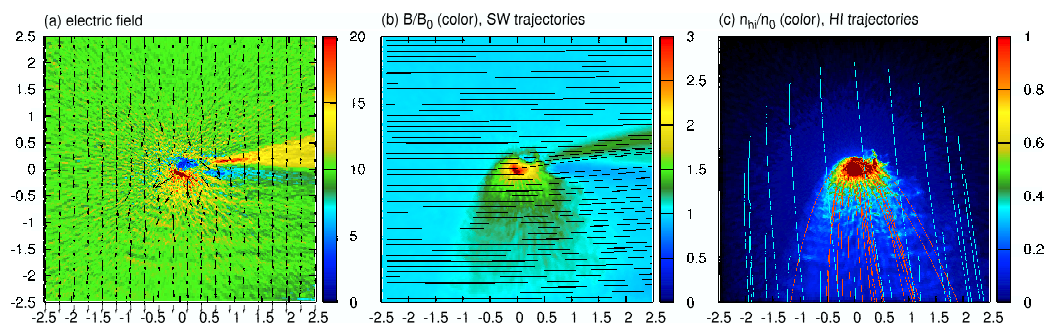 (a) electric field
(b) B/B0 (color), SW trajectories
(c) nhi/n0 (color), HI trajectories
2.5 20 3 1
2 2.5 0.8
1.5 15
1 2
0.5 0.6
0 10 1.5
-0.5 0.4
-1 1
-1.5 5
-2 0.5 0.2
-2.5 0 0 0
-2.5 -2 -1.5 -1 -0.5 0 0.5 1 1.5 2 2.5
-2.5 -2 -1.5 -1 -0.5 0 0.5 1 1.5 2 2.5
-2.5 -2 -1.5 -1 -0.5 0 0.5 1 1.5 2 2.5